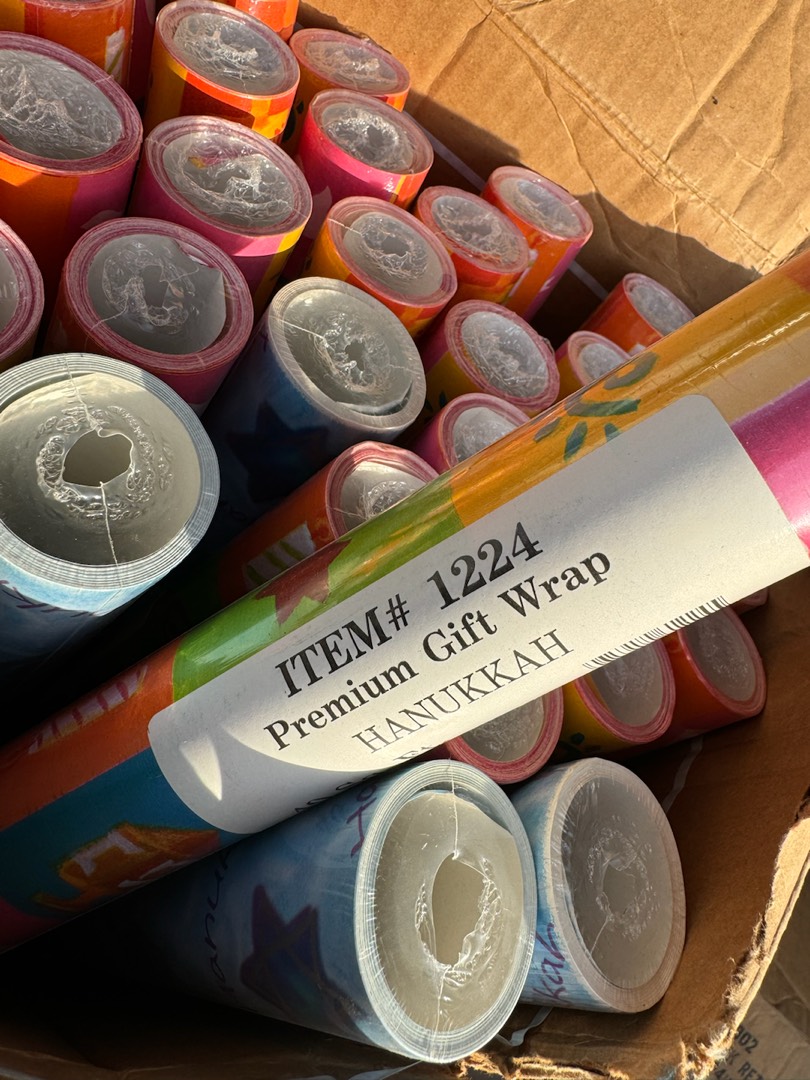 ITEM# 1224
Premium Gift Wrap
HANUKKAH